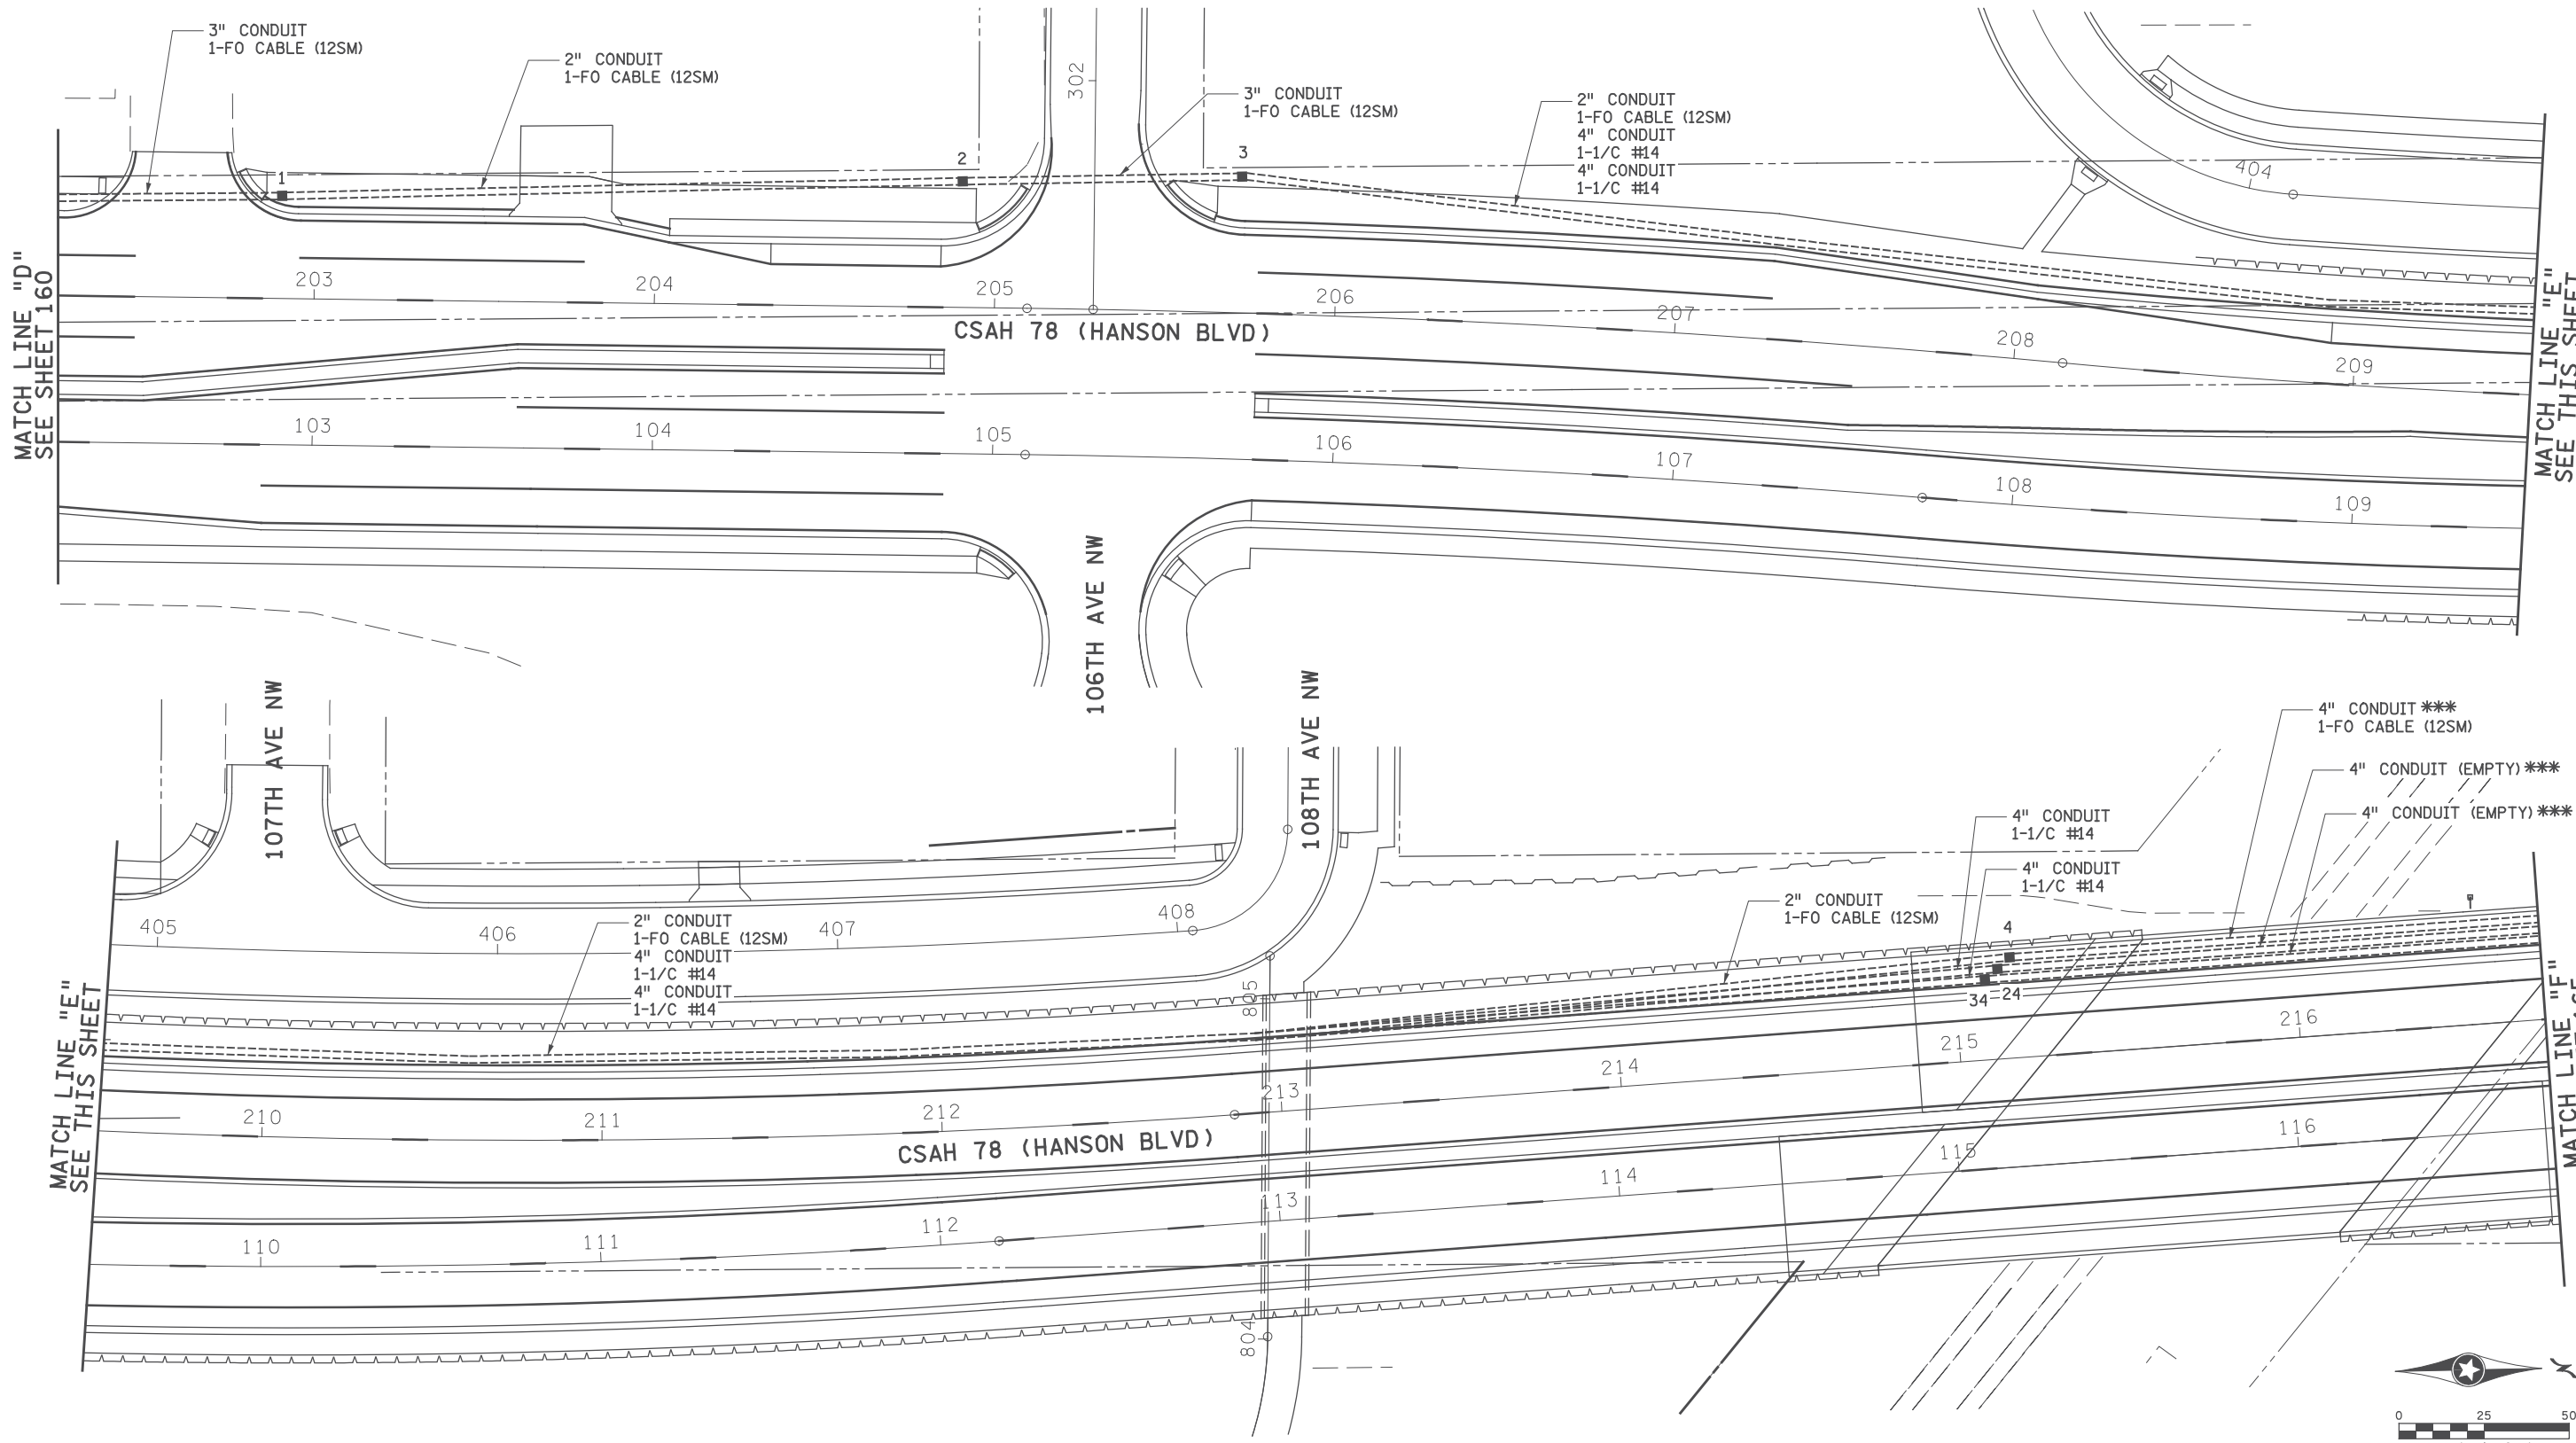 3" CONDUIT
1-FO CABLE (12SM)
2" CONDUIT
1-FO CABLE (12SM)
302
3" CONDUIT
1-FO CABLE (12SM)
2" CONDUIT
1-FO CABLE (12SM)
4" CONDUIT
1-1/C #14
4" CONDUIT
1-1/C #14
1
2
3
404
MATCH LINE "D"
SEE SHEET 160
203
204
205
206
207
208
209
CSAH 78 (HANSON BLVD)
103
104
105
106
107
108
109
MATCH LINE "E"
SEE THIS SHEET
106TH AVE NW
107TH AVE NW
108TH AVE NW
4" CONDUIT ***
1-FO CABLE (12SM)
4" CONDUIT (EMPTY) ***
4" CONDUIT (EMPTY) ***
4" CONDUIT
1-1/C #14
4" CONDUIT
1-1/C #14
2" CONDUIT
1-FO CABLE (12SM)
4
34
24
405
406
407
408
2" CONDUIT
1-FO CABLE (12SM)
4" CONDUIT
1-1/C #14
4" CONDUIT
1-1/C #14
MATCH LINE "E"
SEE THIS SHEET
805
210
211
212
213
214
215
216
CSAH 78 (HANSON BLVD)
110
111
112
113
114
115
116
804
MATCH LINE "F"
0 25 50